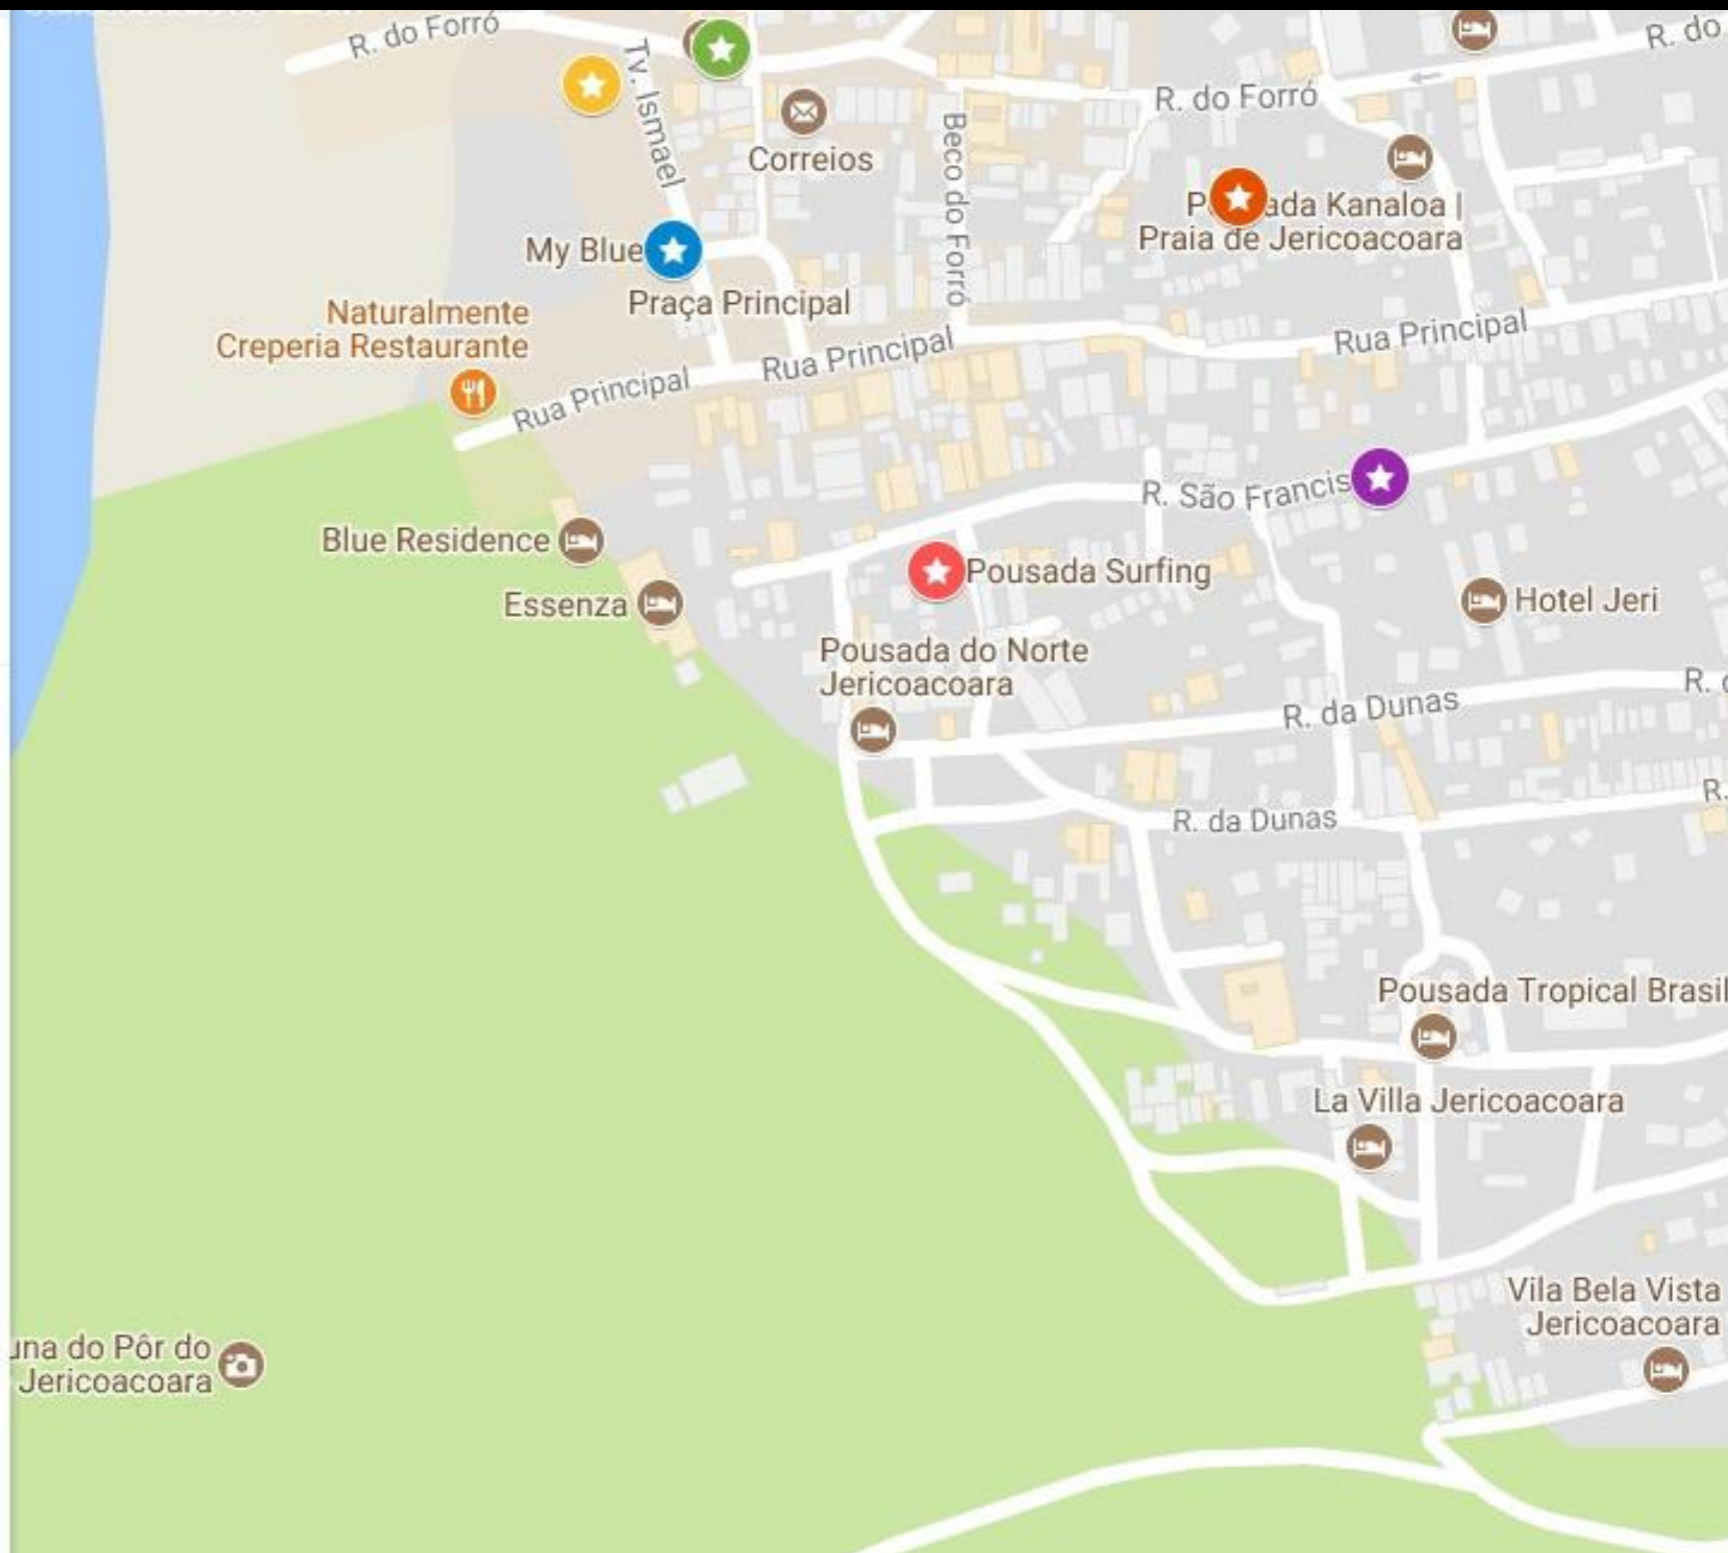 R. do Forró
R. do
Tv. Ismael
R. do Forró
Correios
Beco do Forró
ada Kanaloa |
Praia de Jericoacoara
My Blue
Praça Principal
Naturalmente
Creperia Restaurante
Rua Principal
Rua Principal
Rua Principal
R. São Francis
Blue Residence
Pousada Surfing
Essenza
Hotel Jeri
Pousada do Norte
Jericoacoara
R. da Dunas
R.
R. da Dunas
R.
Pousada Tropical Brasil
La Villa Jericoacoara
Vila Bela Vista
Jericoacoara
una do Pôr do
Jericoacoara